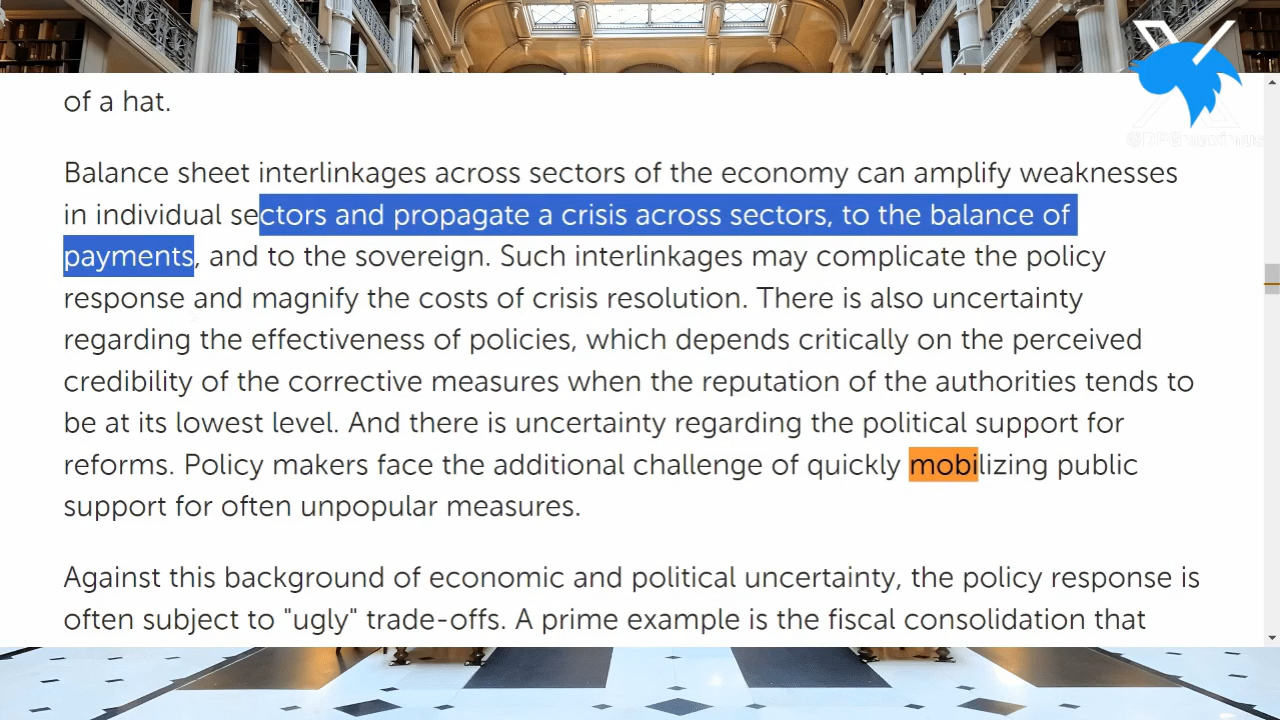 of a hat.
Balance sheet interlinkages across sectors of the economy can amplify weaknesses
in individual sectors and propagate a crisis across sectors, to the balance of
payments, and to the sovereign. Such interlinkages may complicate the policy
response and magnify the costs of crisis resolution. There is also uncertainty
regarding the effectiveness of policies, which depends critically on the perceived
credibility of the corrective measures when the reputation of the authorities tends to
be at its lowest level. And there is uncertainty regarding the political support for
reforms. Policy makers face the additional challenge of quickly mobilizing public
support for often unpopular measures.
Against this background of economic and political uncertainty, the policy response is
often subject to "ugly" trade-offs. A prime example is the fiscal consolidation that